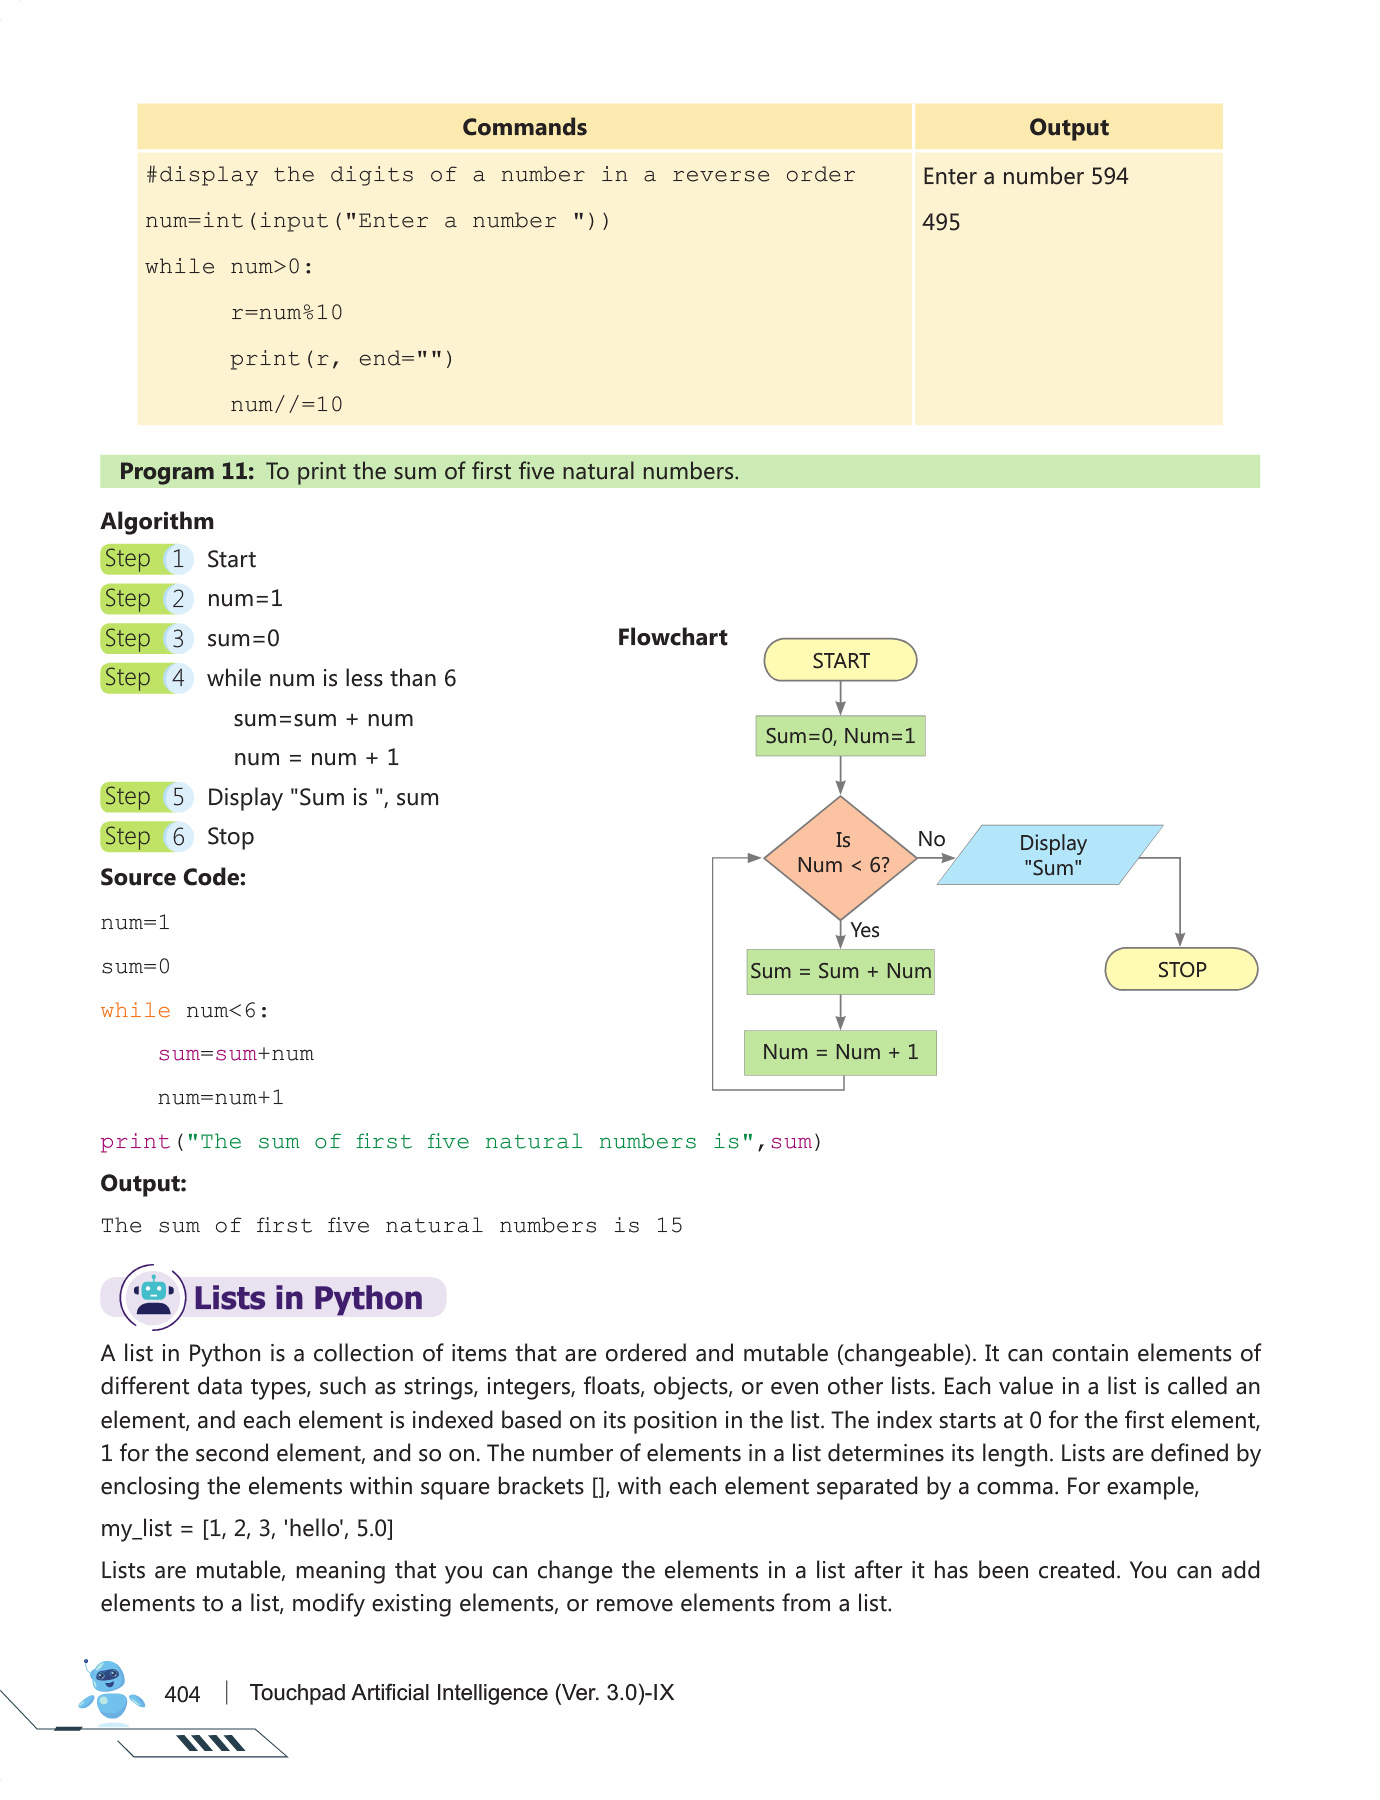 Commands
Output
#display the digits of a number in a reverse order
num=int(input("Enter a number "))
while num>0:
r=num%10
print(r, end="")
num//=10
Enter a number 594
495
Program 11: To print the sum of first five natural numbers.
Algorithm
Step 1 Start
Step 2 num=1
Step 3 sum=0
Step 4 while num is less than 6
sum=sum + num
num = num + 1
Step 5 Display "Sum is ", sum
Step 6 Stop
Flowchart
START
Sum=0, Num=1
Is
Num < 6?
No
Display
"Sum"
Yes
Sum = Sum + Num
STOP
Num = Num + 1
Source Code:
num=1
sum=0
while num<6:
sum=sum+num
num=num+1
print("The sum of first five natural numbers is",sum)
Output:
The sum of first five natural numbers is 15
Lists in Python
A list in Python is a collection of items that are ordered and mutable (changeable). It can contain elements of
different data types, such as strings, integers, floats, objects, or even other lists. Each value in a list is called an
element, and each element is indexed based on its position in the list. The index starts at 0 for the first element,
1 for the second element, and so on. The number of elements in a list determines its length. Lists are defined by
enclosing the elements within square brackets [], with each element separated by a comma. For example,
my_list = [1, 2, 3, 'hello', 5.0]
Lists are mutable, meaning that you can change the elements in a list after it has been created. You can add
elements to a list, modify existing elements, or remove elements from a list.
404 | Touchpad Artificial Intelligence (Ver. 3.0)-IX